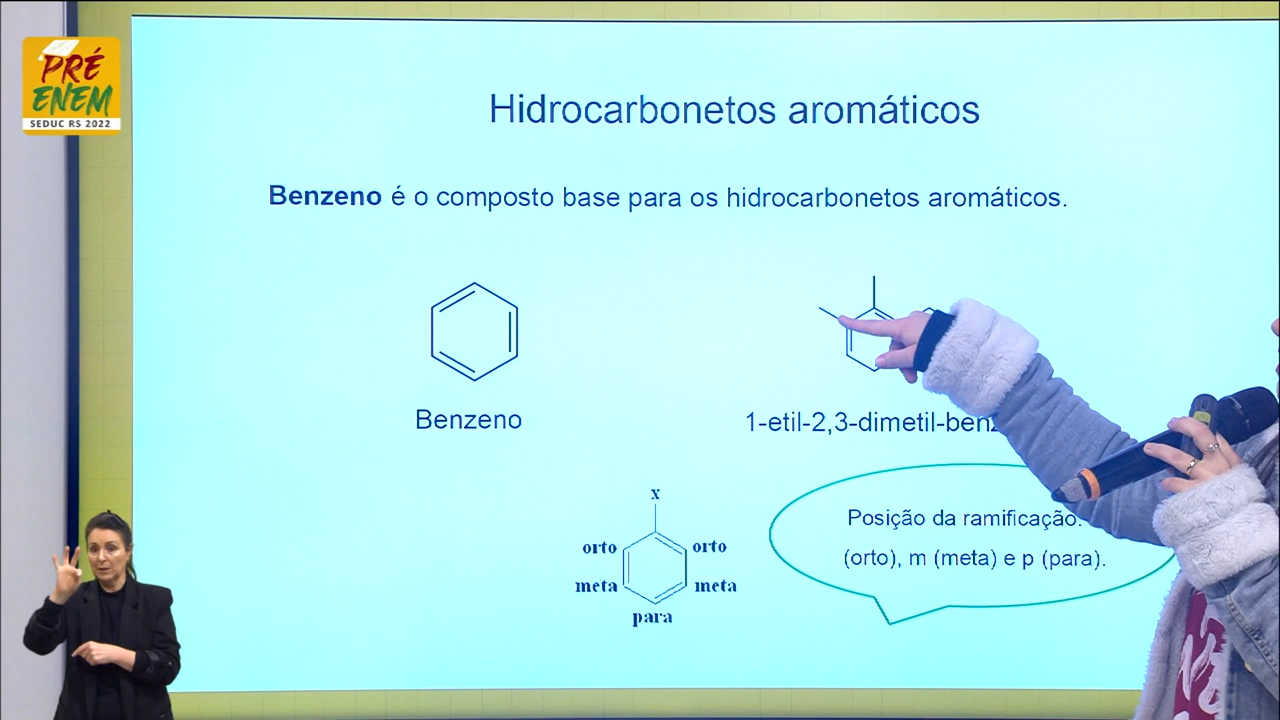 PRÉ
ENEM
SEDUC RS 2022
Hidrocarbonetos aromáticos
Benzeno é o composto base para os hidrocarbonetos aromáticos.
Benzeno
1-etil-2,3-dimetil-benz
x
orto orto
meta meta
para
Posição da ramificação:
(orto), m (meta) e p (para).